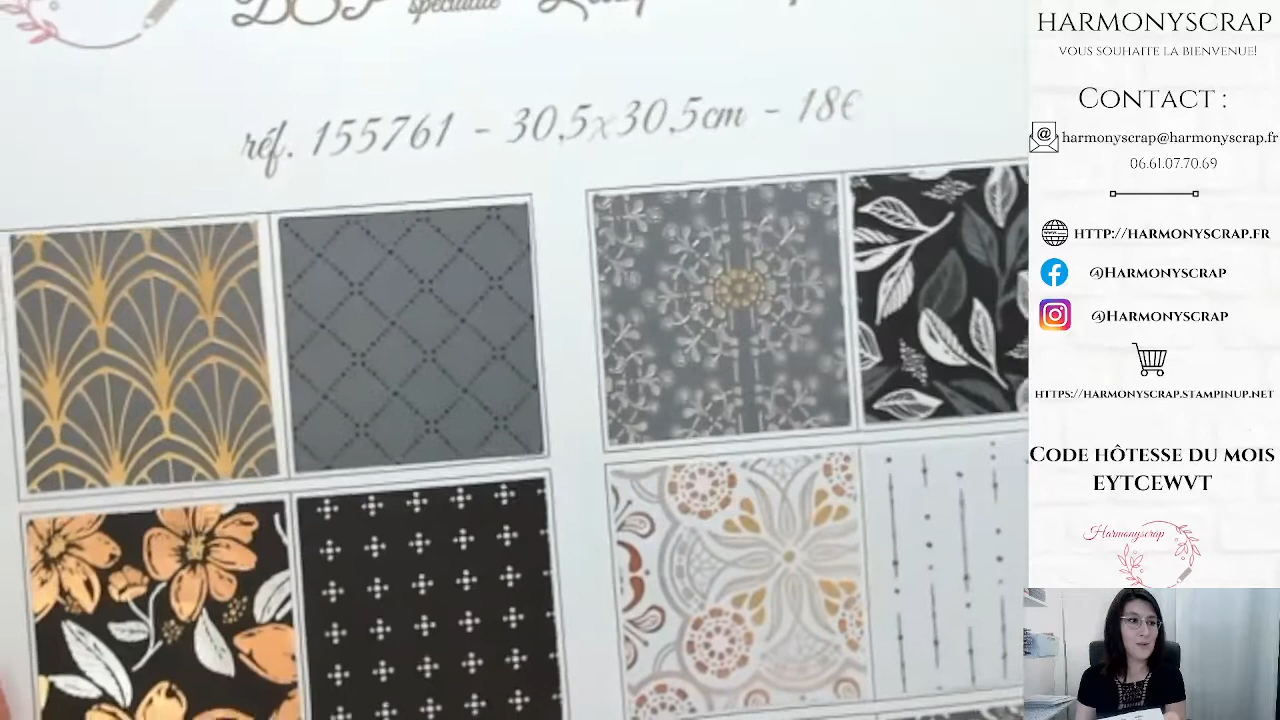 spécialité
réf. 155761 - 30,5x30,5cm - 18€
HARMONYSCRAP
VOUS SOUHAITE LA BIENVENUE!
CONTACT :
harmonyscrap@harmonyscrap.fr
06.61.07.70.69
HTTP://HARMONYSCRAP.FR
@HARMONYSCRAP
@HARMONYSCRAP
HTTPS://HARMONYSCRAP.STAMPINUP.NET
CODE HÔTESSE DU MOIS
EYTCEWVT
Harmonyscrap